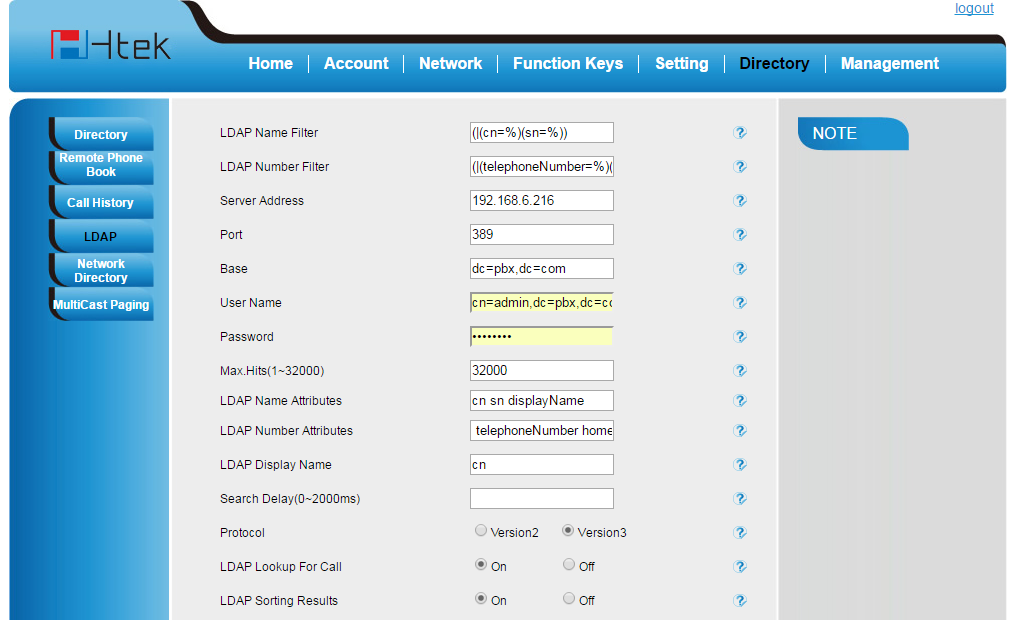 logout
Htek
Home Account Network Function Keys Setting Directory Management
Directory
Remote Phone
Book
Call History
LDAP
Network
Directory
MultiCast Paging
LDAP Name Filter (|(cn=%)(sn=%))
LDAP Number Filter (|(telephoneNumber=%)(
Server Address 192.168.6.216
Port 389
Base dc=pbx,dc=com
User Name cn=admin,dc=pbx,dc=co
Password ••••••••
Max.Hits(1~32000) 32000
LDAP Name Attributes cn sn displayName
LDAP Number Attributes telephoneNumber home
LDAP Display Name cn
Search Delay(0~2000ms)
Protocol Version2 Version3
LDAP Lookup For Call On Off
LDAP Sorting Results On Off
NOTE